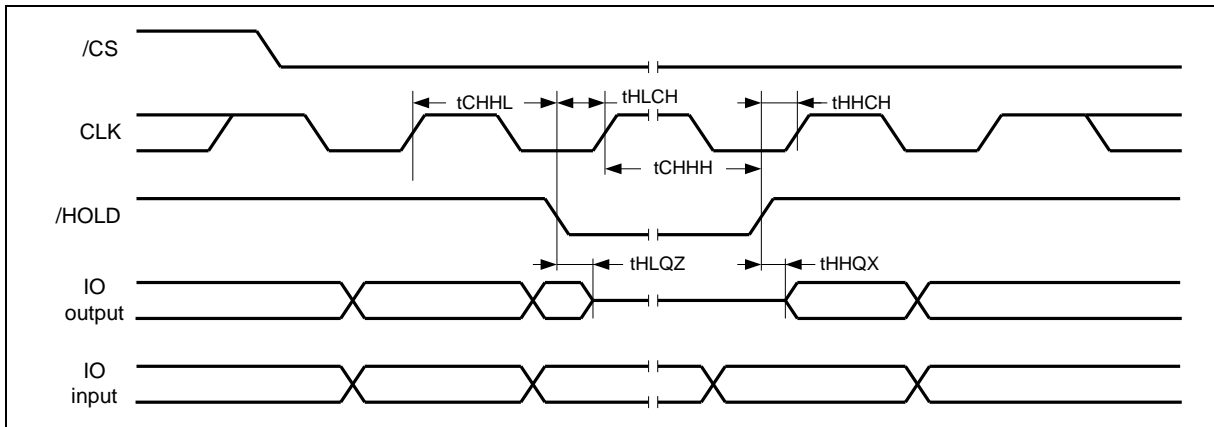 /CS
tCHHL
tHLCH
tHHCH
CLK
tCHHH
/HOLD
tHLQZ
tHHQX
IO
output
IO
input